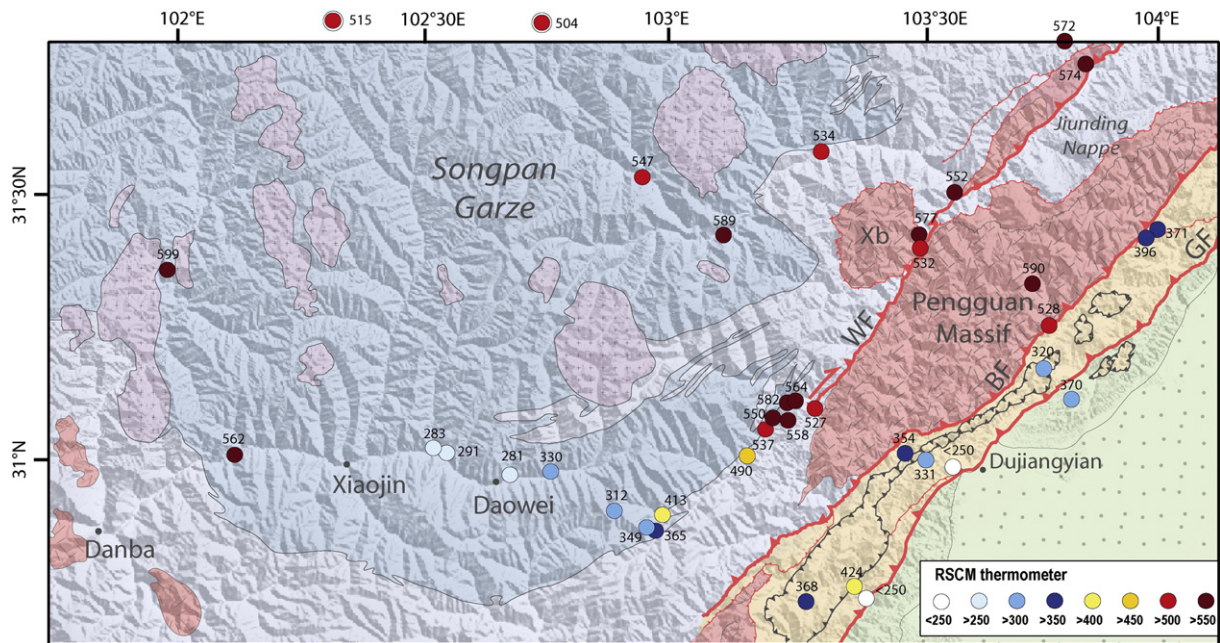 102°E
515
102°30E
504
103°E
103°30E
104°E
572
574
Jiunding
Nappe
534
547
Songpan
Garze
31°30N
552
577
Xb
589
532
371
396
GF
599
590
WF
Pengguan
Massif
528
BF
320
564
582
370
550
558
527
537
31°N
562
283
291
490
354
<250
331
Dujiangyian
281
330
Xiaojin
Daowei
312
413
349
365
Danba
424
<250
368
RSCM thermometer
<250 >250 >300 >350 >400 >450 >500 >550